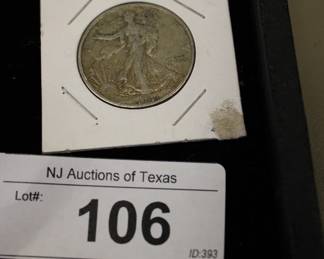 NJ Auctions of Texas
Lot#:
106
ID:393